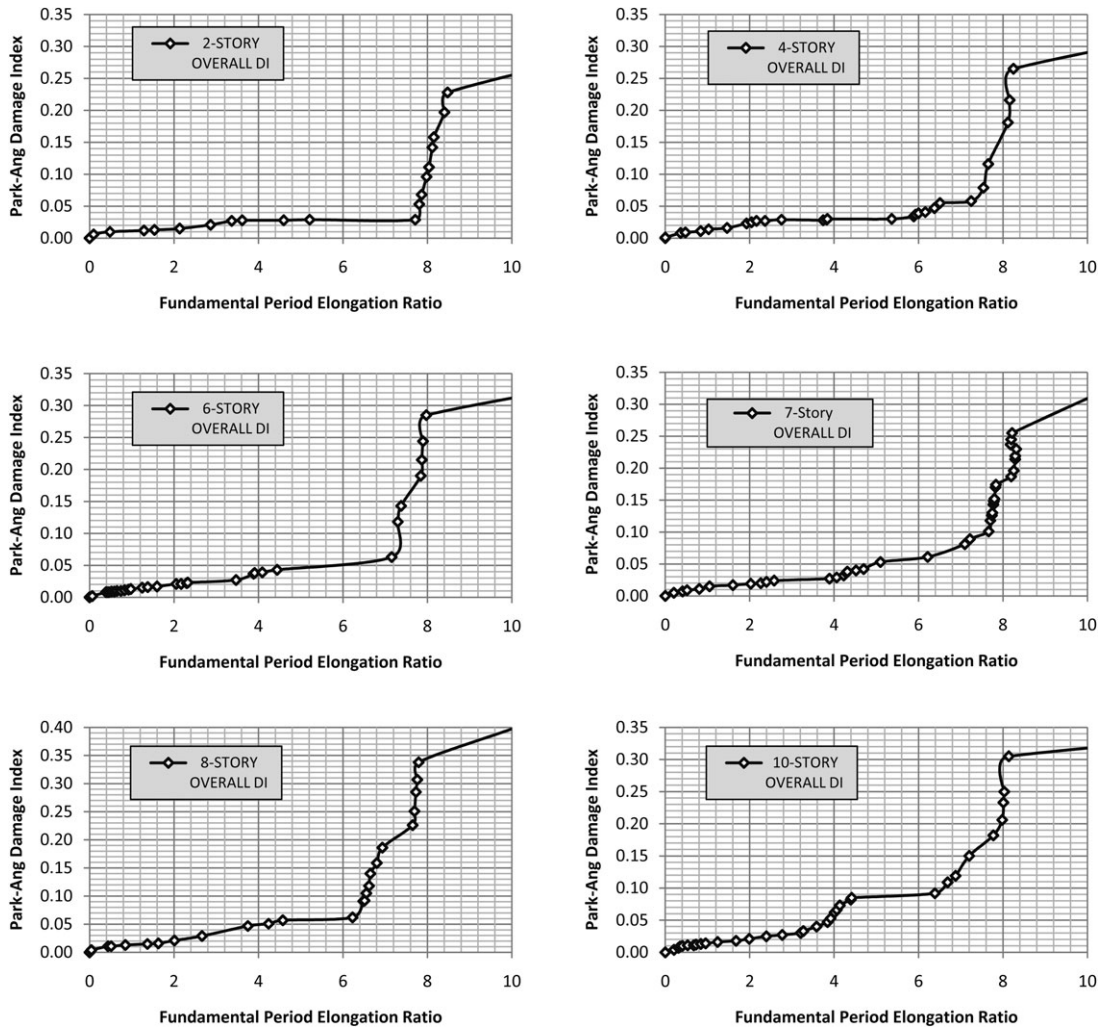 0.35
0.30
0.25
0.20
0.15
0.10
0.05
0.00
Park-Ang Damage Index
2-STORY
OVERALL DI
0 2 4 6 8 10
Fundamental Period Elongation Ratio
0.35
0.30
0.25
0.20
0.15
0.10
0.05
0.00
Park-Ang Damage Index
4-STORY
OVERALL DI
0 2 4 6 8 10
Fundamental Period Elongation Ratio
0.35
0.30
0.25
0.20
0.15
0.10
0.05
0.00
Park-Ang Damage Index
6-STORY
OVERALL DI
0 2 4 6 8 10
Fundamental Period Elongation Ratio
0.35
0.30
0.25
0.20
0.15
0.10
0.05
0.00
Park-Ang Damage Index
7-Story
OVERALL DI
0 2 4 6 8 10
Fundamental Period Elongation Ratio
0.40
0.35
0.30
0.25
0.20
0.15
0.10
0.05
0.00
Park-Ang Damage Index
8-STORY
OVERALL DI
0 2 4 6 8 10
Fundamental Period Elongation Ratio
0.35
0.30
0.25
0.20
0.15
0.10
0.05
0.00
Park-Ang Damage Index
10-STORY
OVERALL DI
0 2 4 6 8 10
Fundamental Period Elongation Ratio